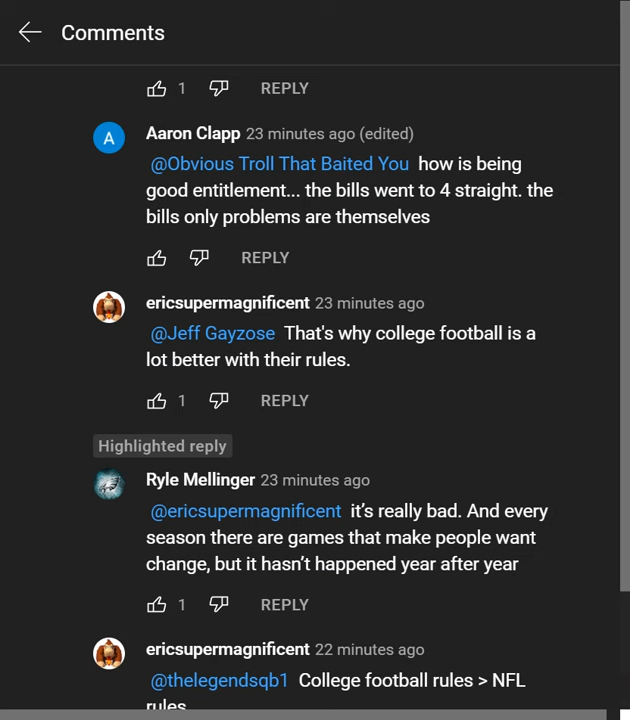 Comments
1 REPLY
A Aaron Clapp 23 minutes ago (edited)
@Obvious Troll That Baited You how is being
good entitlement... the bills went to 4 straight. the
bills only problems are themselves
REPLY
ericsupermagnificent 23 minutes ago
@Jeff Gayzose That's why college football is a
lot better with their rules.
1 REPLY
Highlighted reply
Ryle Mellinger 23 minutes ago
@ericsupermagnificent it’s really bad. And every
season there are games that make people want
change, but it hasn’t happened year after year
1 REPLY
ericsupermagnificent 22 minutes ago
@thelegendsqb1 College football rules > NFL
rules